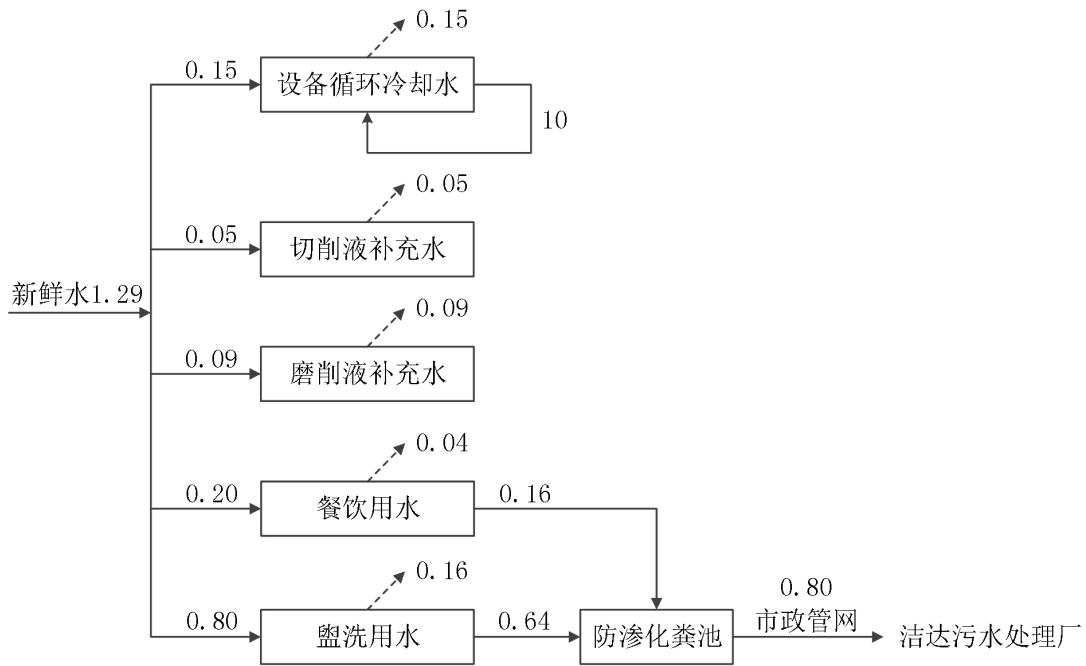 0.15
0.15
设备循环冷却水
10
0.05
0.05
切削液补充水
新鲜水1.29
0.09
0.09
磨削液补充水
0.04
0.20
餐饮用水
0.16
0.16
0.80
盥洗用水
0.64
防渗化粪池
0.80
市政管网
洁达污水处理厂